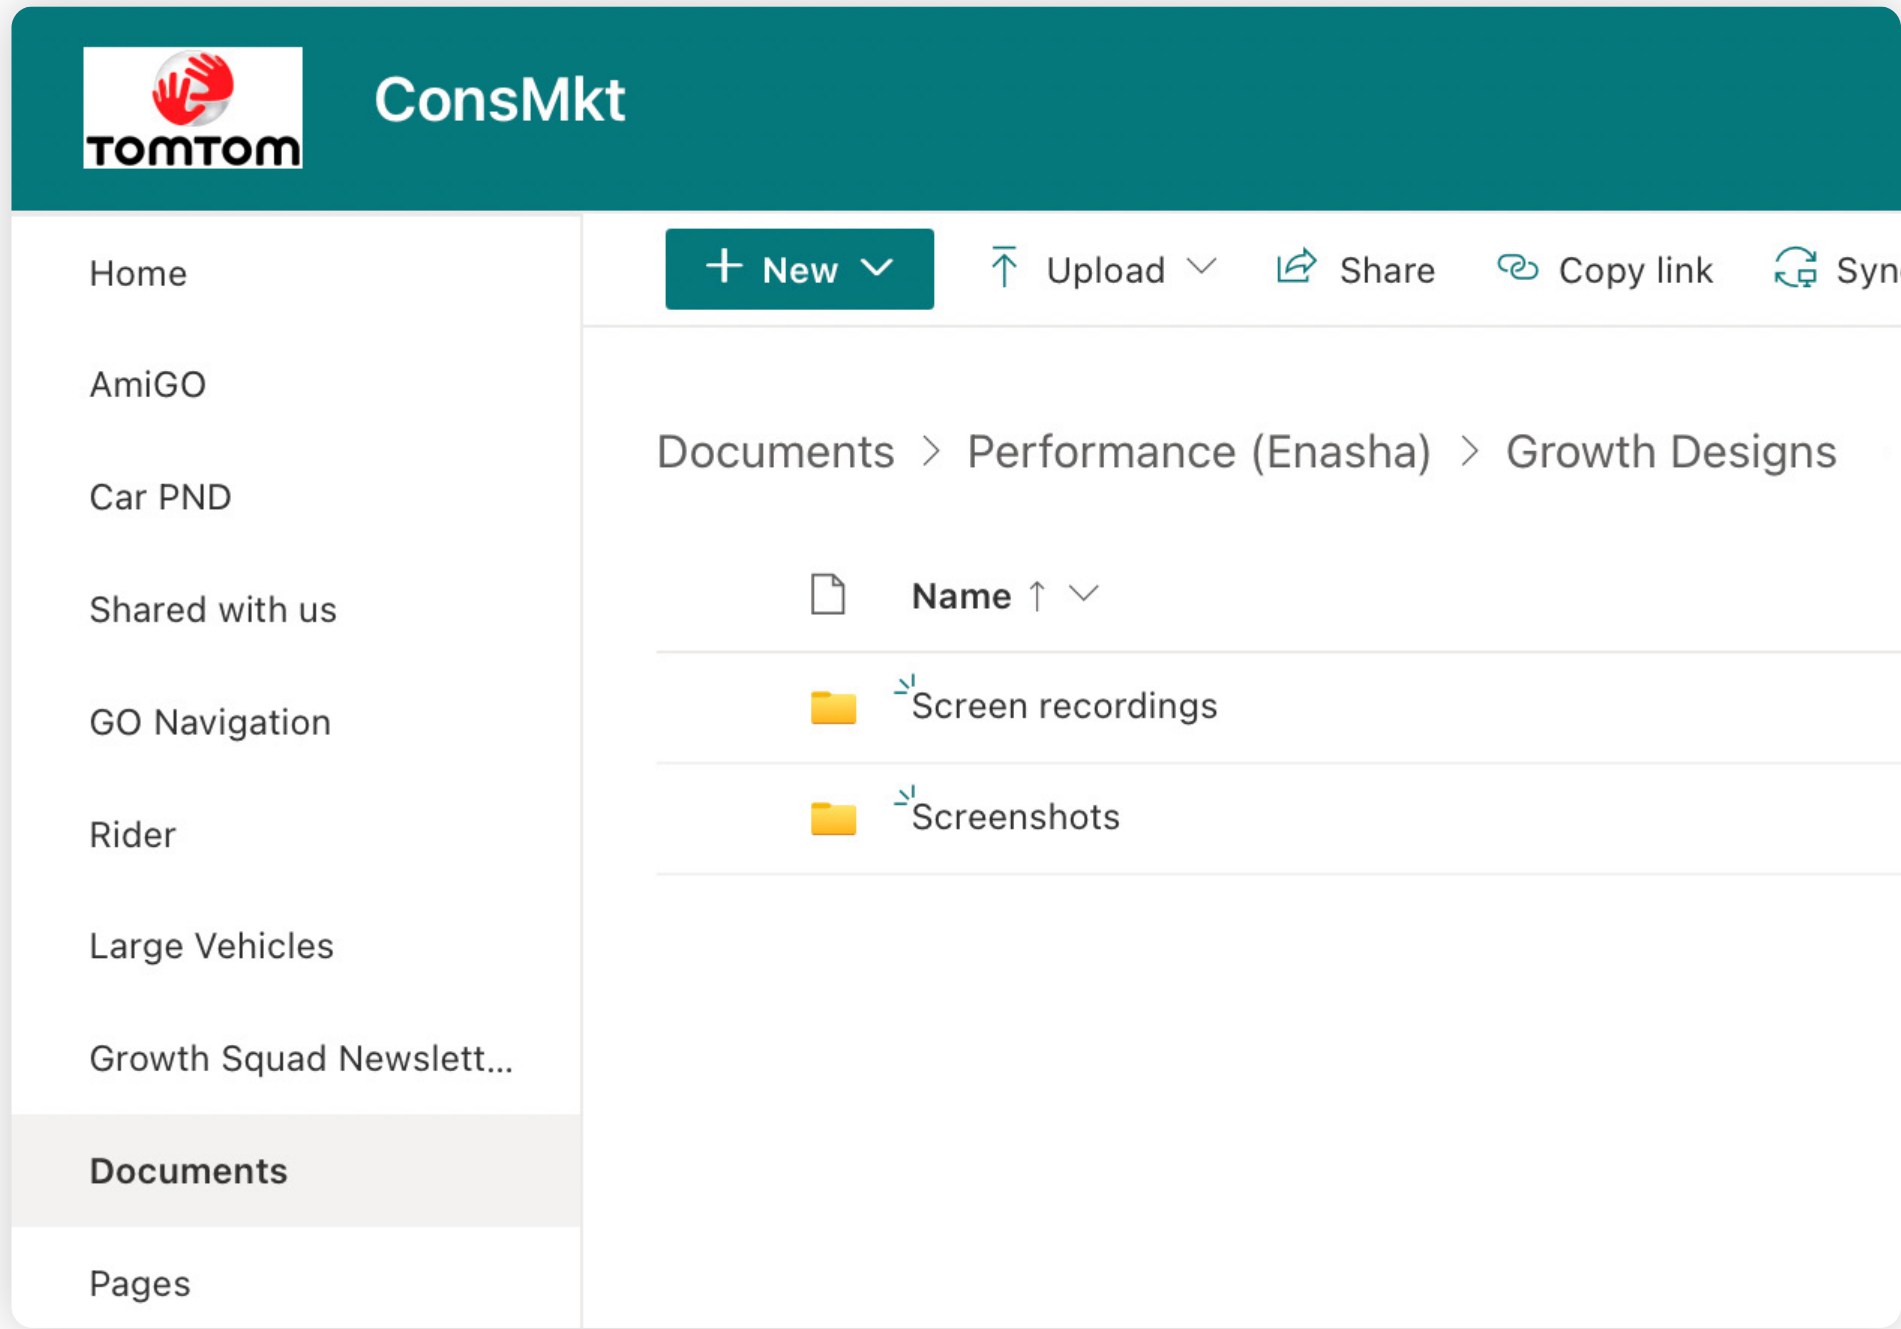 TOMTOM
ConsMkt
Home
AmiGO
Car PND
Shared with us
GO Navigation
Rider
Large Vehicles
Growth Squad Newslett...
Documents
Pages
+ New
Upload
Share
Copy link
Syn
Documents > Performance (Enasha) > Growth Designs
Name ↑
Screen recordings
Screenshots